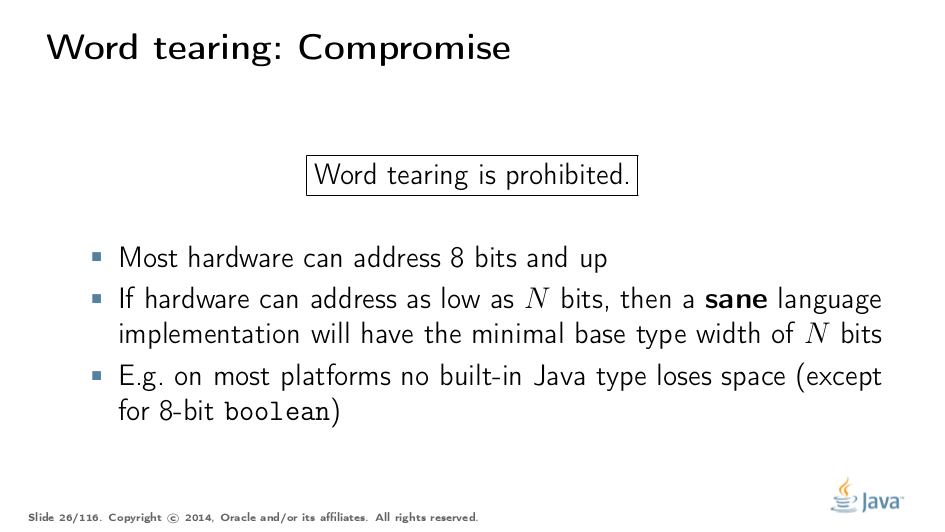 Word tearing: Compromise
Word tearing is prohibited.
Most hardware can address 8 bits and up
If hardware can address as low as N bits, then a sane language
implementation will have the minimal base type width of N bits
E.g. on most platforms no built-in Java type loses space (except
for 8-bit boolean)
Java™
Slide 26/116. Copyright © 2014, Oracle and/or its affiliates. All rights reserved.